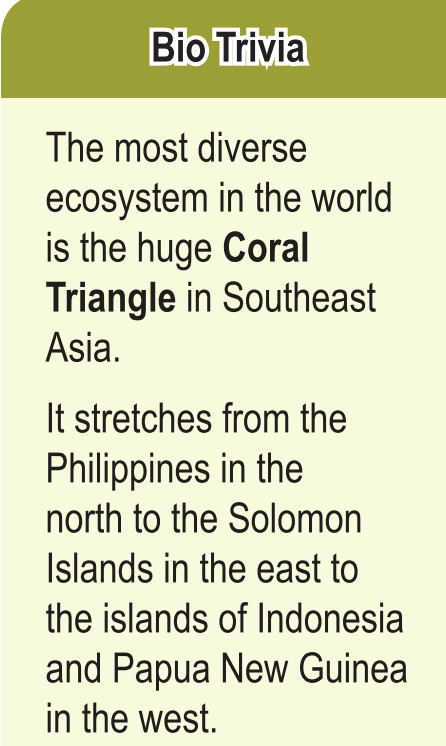 Bio Trivia
The most diverse
ecosystem in the world
is the huge Coral
Triangle in Southeast
Asia.
It stretches from the
Philippines in the
north to the Solomon
Islands in the east to
the islands of Indonesia
and Papua New Guinea
in the west.